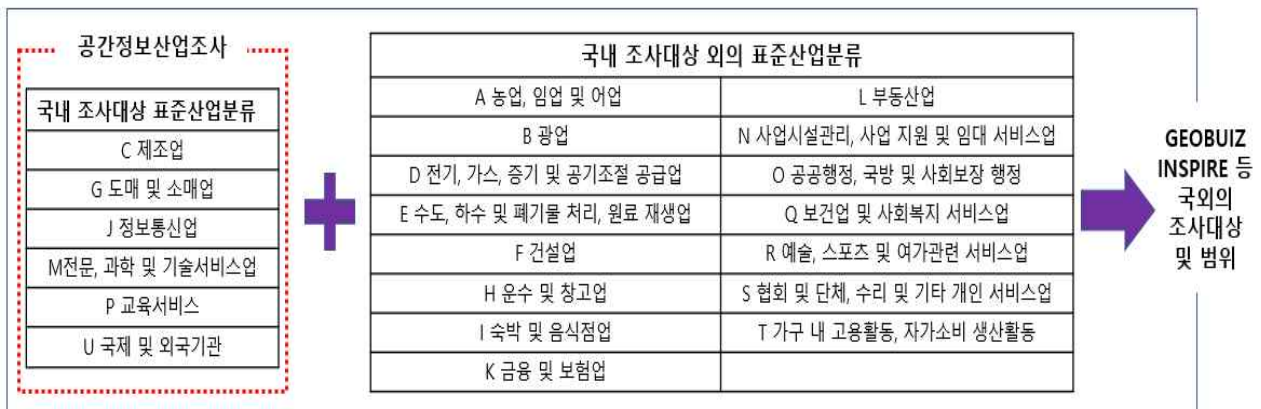 공간정보산업조사
국내 조사대상 표준산업분류
C 제조업
G 도매 및 소매업
J 정보통신업
M전문, 과학 및 기술서비스업
P 교육서비스
U 국제 및 외국기관
국내 조사대상 외의 표준산업분류
A 농업, 임업 및 어업
L 부동산업
B 광업
N 사업시설관리, 사업 지원 및 임대 서비스업
D 전기, 가스, 증기 및 공기조절 공급업
O 공공행정, 국방 및 사회보장 행정
E 수도, 하수 및 폐기물 처리, 원료 재생업
Q 보건업 및 사회복지 서비스업
F 건설업
R 예술, 스포츠 및 여가관련 서비스업
H 운수 및 창고업
S 협회 및 단체, 수리 및 기타 개인 서비스업
I 숙박 및 음식점업
T 가구 내 고용활동, 자가소비 생산활동
K 금융 및 보험업
GEOBUIZ
INSPIRE 등
국외의
조사대상
및 범위